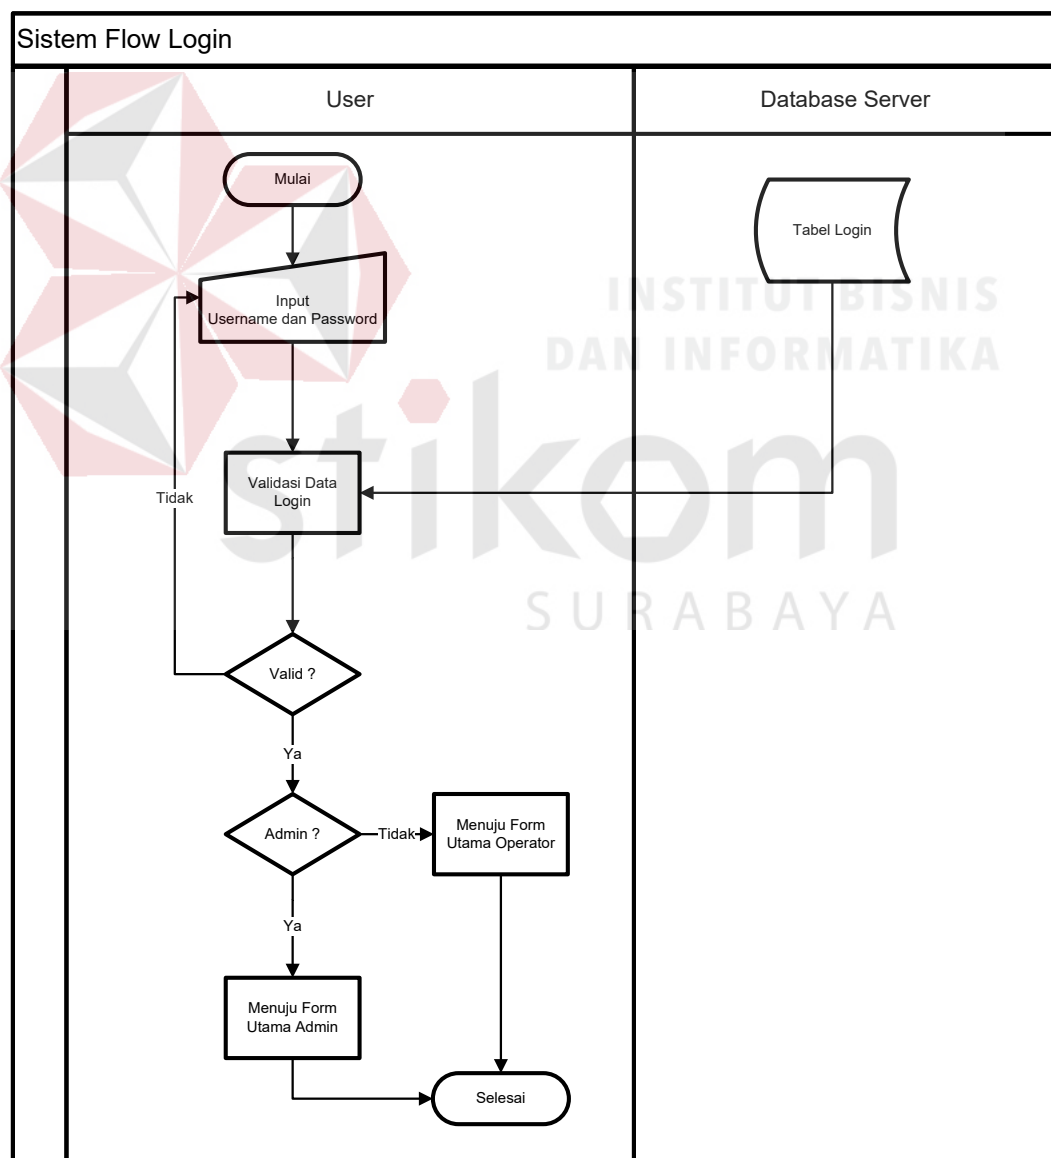 Sistem Flow Login
User
Database Server
Mulai
Tabel Login
Input
Username dan Password
INSTITUT BISNIS
DAN INFORMATIKA
stikom
SURABAYA
Validasi Data
Login
Tidak
Valid ?
Ya
Admin ?
Tidak
Menuju Form
Utama Operator
Ya
Menuju Form
Utama Admin
Selesai